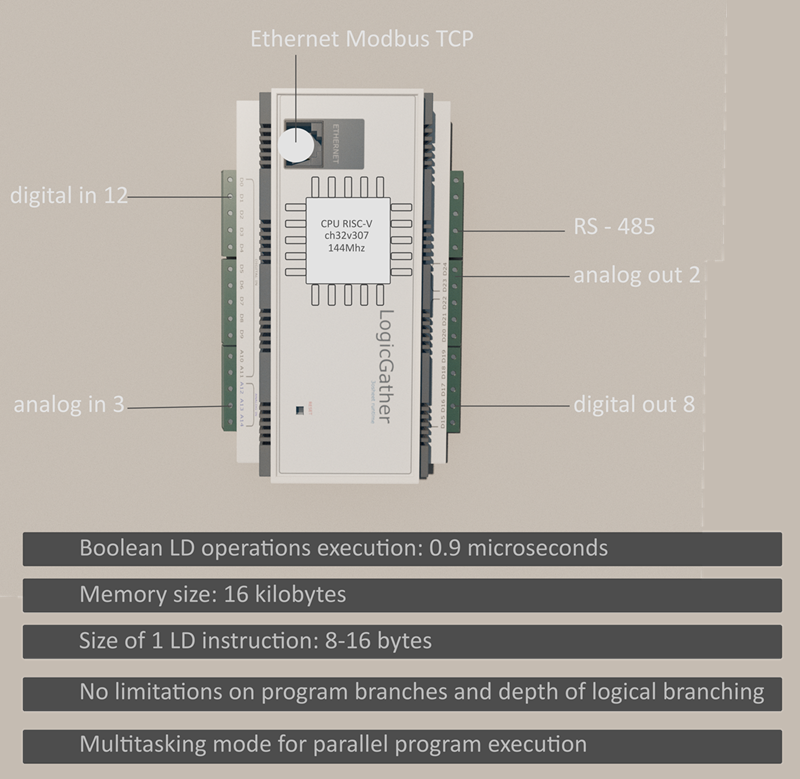 Ethernet Modbus TCP
ETHERNET
digital in 12
CPU RISC-V
ch32v307
144Mhz
RS - 485
analog out 2
LogicGather
analog in 3
digital out 8
RESET
Boolean LD operations execution: 0.9 microseconds
Memory size: 16 kilobytes
Size of 1 LD instruction: 8-16 bytes
No limitations on program branches and depth of logical branching
Multitasking mode for parallel program execution